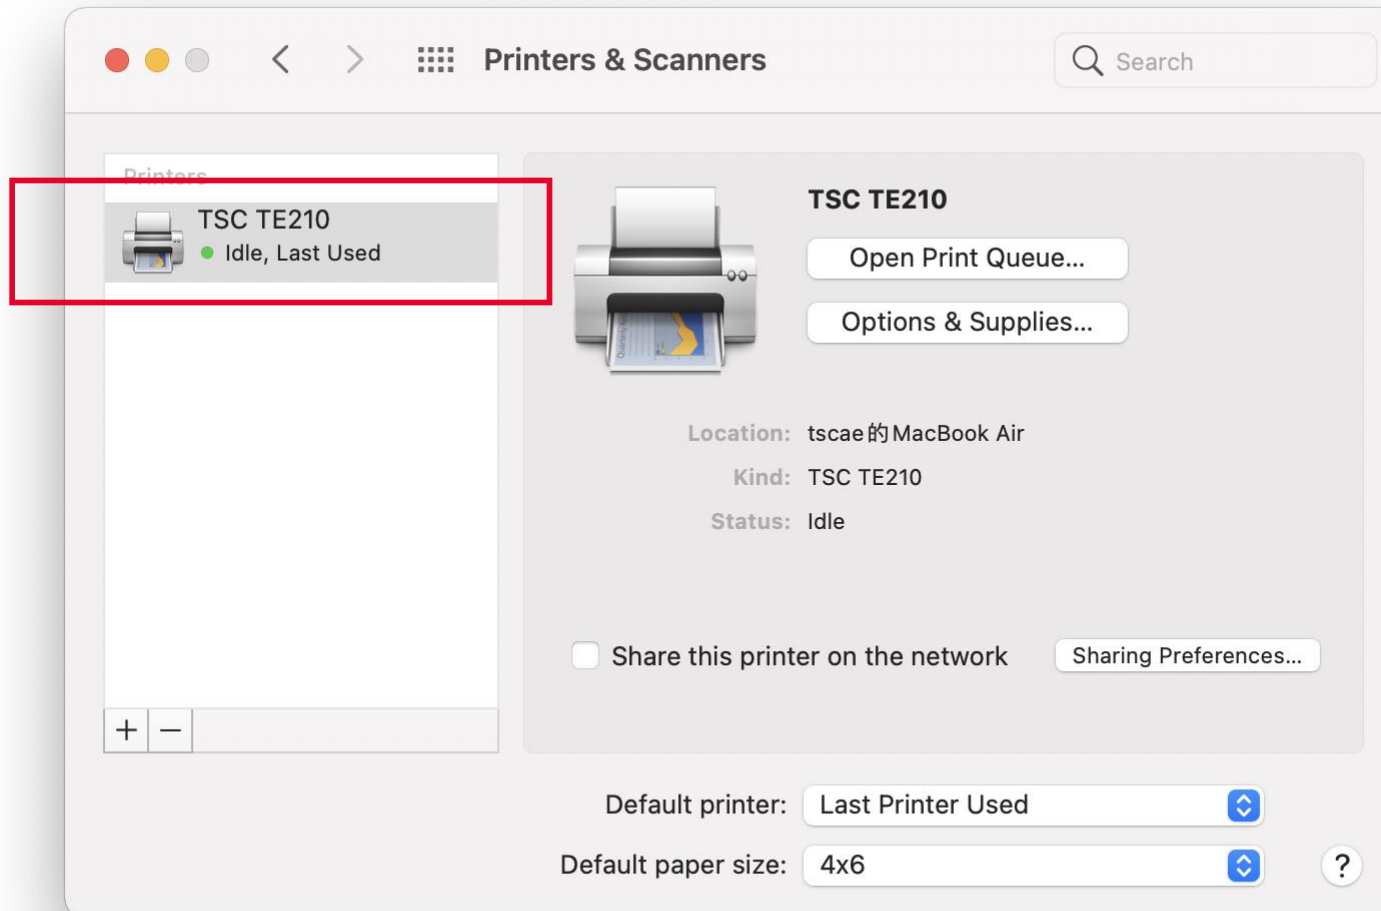 Printers & Scanners
Search
Printers
TSC TE210
Idle, Last Used
TSC TE210
Open Print Queue...
Options & Supplies...
Location: tscae的MacBook Air
Kind: TSC TE210
Status: Idle
Share this printer on the network
Sharing Preferences...
+ −
Default printer: Last Printer Used
Default paper size: 4x6
?